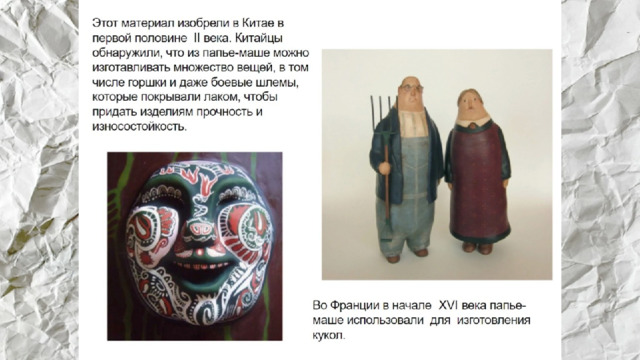 Этот материал изобрели в Китае в
первой половине II века. Китайцы
обнаружили, что из папье-маше можно
изготавливать множество вещей, в том
числе горшки и даже боевые шлемы,
которые покрывали лаком, чтобы
придать изделиям прочность и
износостойкость.
Во Франции в начале XVI века папье-
маше использовали для изготовления
кукол.